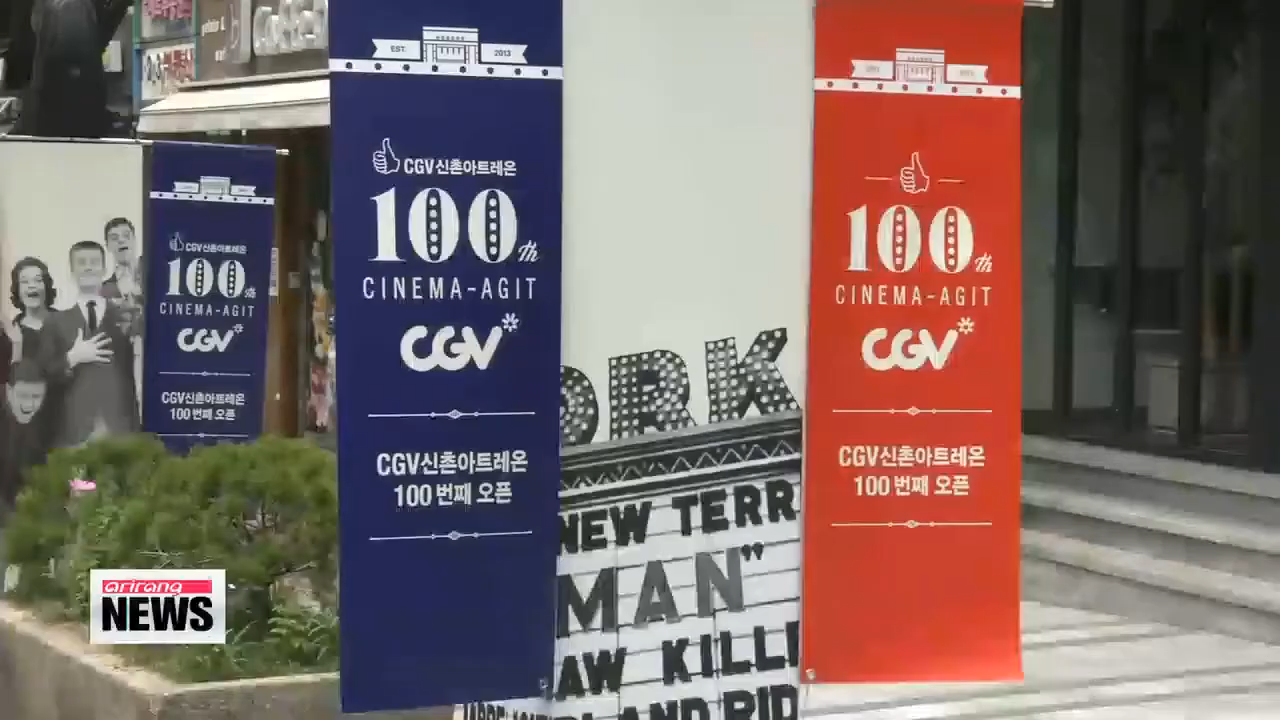 EST. 2013
CGV신촌아트레온
100th
CINEMA-AGIT
CGV
CGV신촌아트레온
100번째 오픈
CGV신촌아트레온
100th
CINEMA-AGIT
CGV
CGV신촌아트레온
100번째 오픈
ORK
NEW TERR
MAN"
AW KILLE
AND RID
100th
CINEMA-AGIT
CGV
CGV신촌아트레온
100번째 오픈
arirang
NEWS